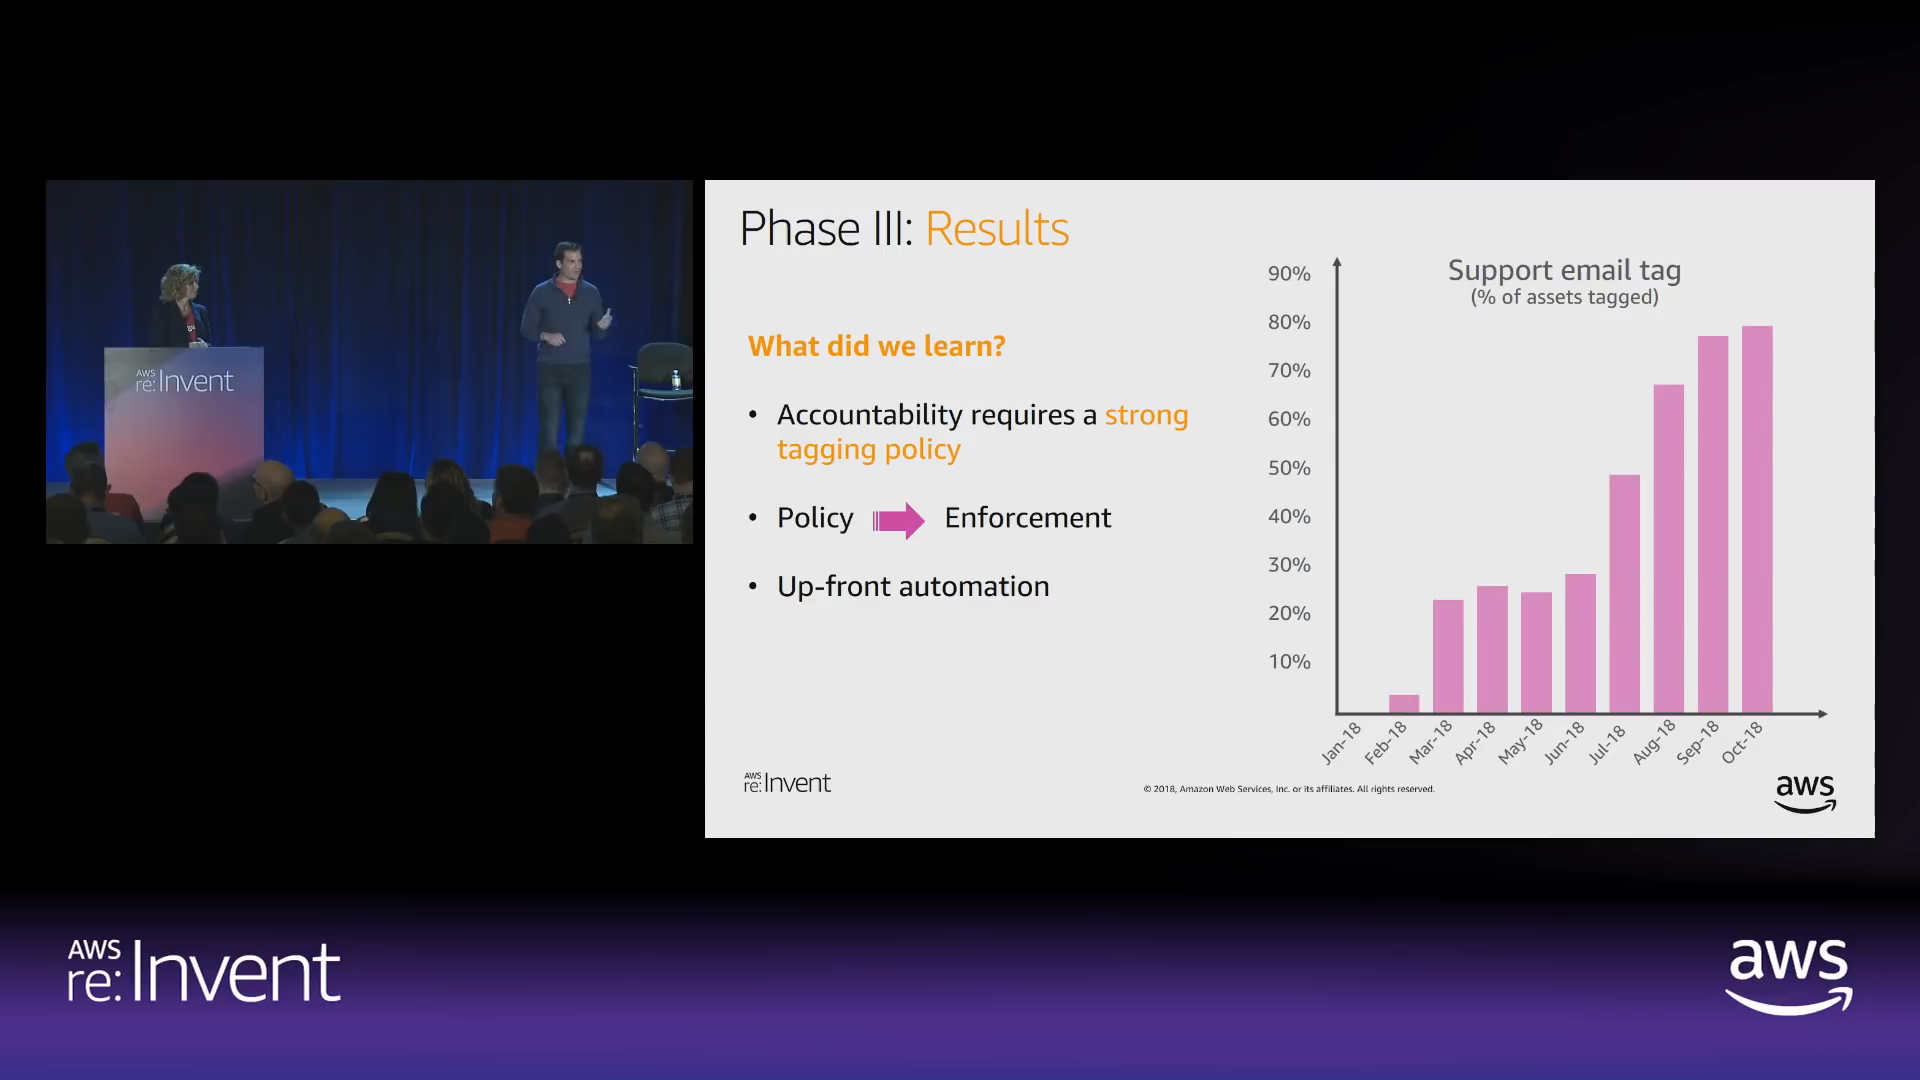 AWS
re:Invent
Phase III: Results
What did we learn?
• Accountability requires a strong
tagging policy
• Policy Enforcement
• Up-front automation
Support email tag
(% of assets tagged)
90%
80%
70%
60%
50%
40%
30%
20%
10%
Jan-18
Feb-18
Mar-18
Apr-18
May-18
Jun-18
Jul-18
Aug-18
Sep-18
Oct-18
AWS
re:Invent
© 2018, Amazon Web Services, Inc. or its affiliates. All rights reserved.
aws
AWS
re:Invent
aws